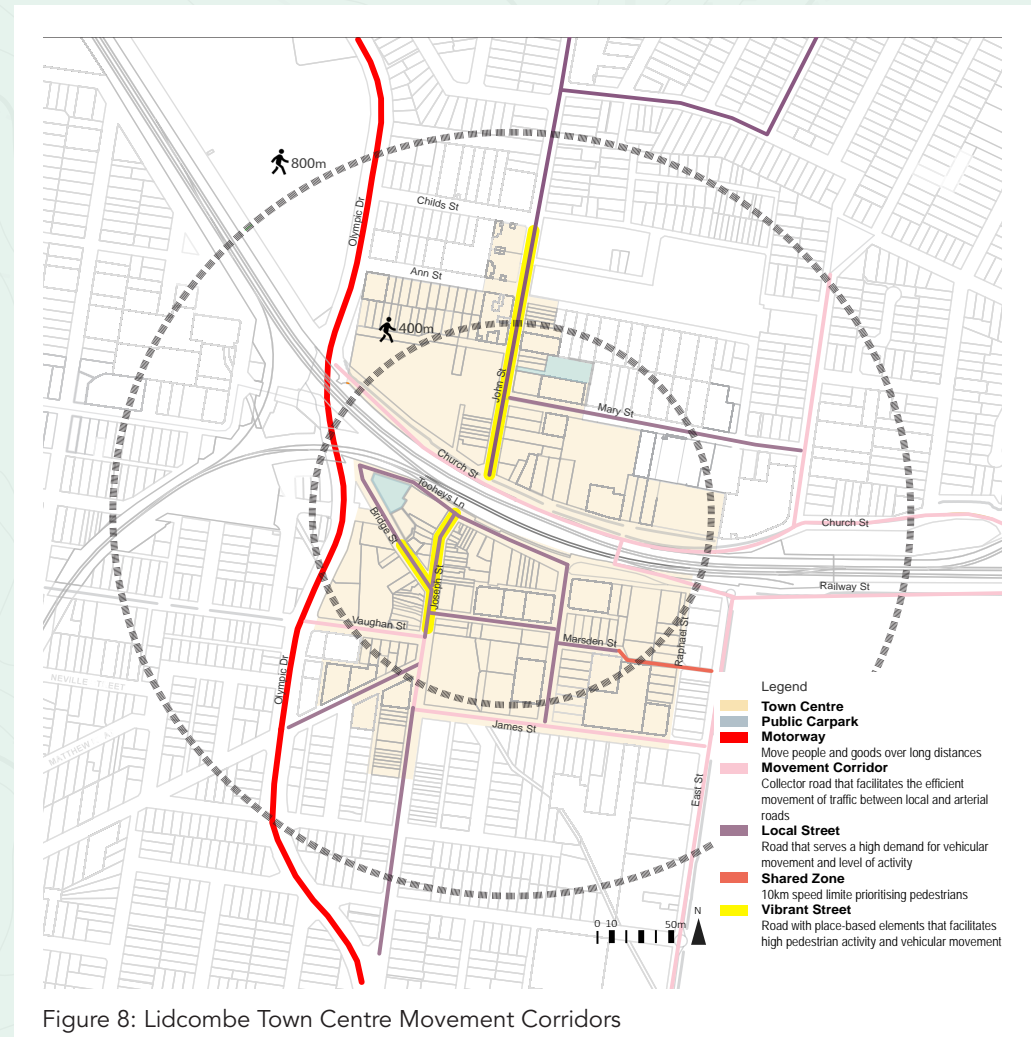 800m
Childs St
Olympic Dr
Ann St
400m
John St
Mary St
Church St
Tooheys Ln
Bridge St
Joseph St
Church St
Railway St
Vaughan St
Marsden St
Raphael St
Olympic Dr
NEVILLE T EET
MATTHEW
James St
East St
Legend
Town Centre
Public Carpark
Motorway
Move people and goods over long distances
Movement Corridor
Collector road that facilitates the efficient
movement of traffic between local and arterial
roads
Local Street
Road that serves a high demand for vehicular
movement and level of activity
Shared Zone
10km speed limite prioritising pedestrians
Vibrant Street
Road with place-based elements that facilitates
high pedestrian activity and vehicular movement
0 10 50m
N
Figure 8: Lidcombe Town Centre Movement Corridors